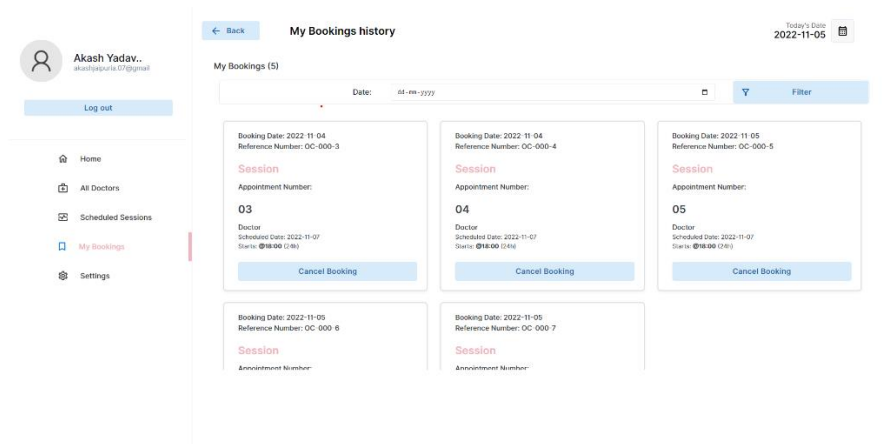 Akash Yadav..
akashjaipuria.07@gmail
Log out
Home
All Doctors
Scheduled Sessions
My Bookings
Settings
Back
My Bookings history
Today's Date
2022-11-05
My Bookings (5)
Date:
dd-mm-yyyy
Filter
Booking Date: 2022-11-04
Reference Number: OC-000-3
Session
Appointment Number:
03
Doctor
Scheduled Date: 2022-11-07
Starts: @18:00 (24h)
Cancel Booking
Booking Date: 2022-11-04
Reference Number: OC-000-4
Session
Appointment Number:
04
Doctor
Scheduled Date: 2022-11-07
Starts: @18:00 (24h)
Cancel Booking
Booking Date: 2022-11-05
Reference Number: OC-000-5
Session
Appointment Number:
05
Doctor
Scheduled Date: 2022-11-07
Starts: @18:00 (24h)
Cancel Booking
Booking Date: 2022-11-05
Reference Number: OC-000-6
Session
Appointment Number:
Booking Date: 2022-11-05
Reference Number: OC-000-7
Session
Appointment Number: